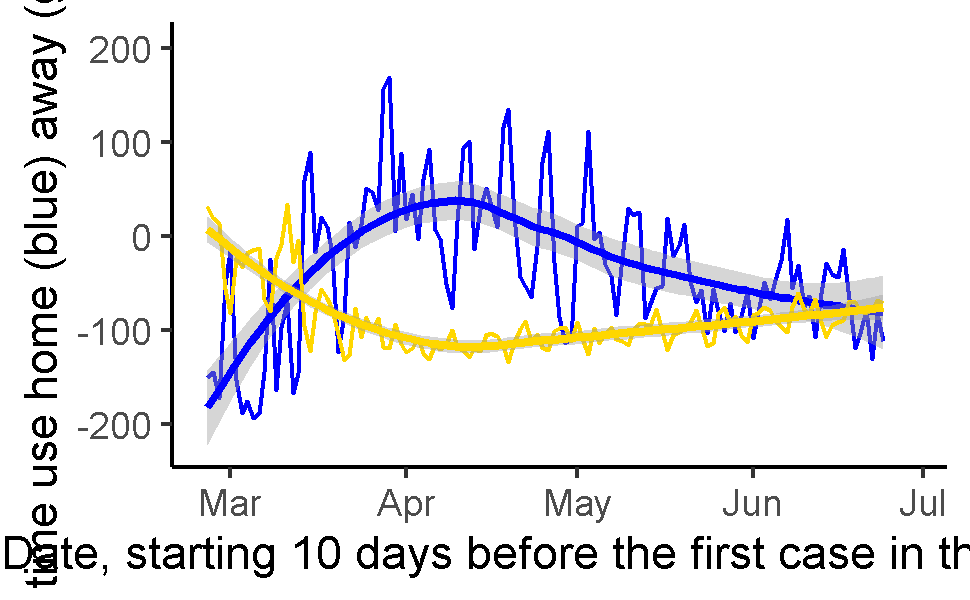 time use home (blue) away (
200
100
0
-100
-200
Mar Apr May Jun Jul
Date, starting 10 days before the first case in th